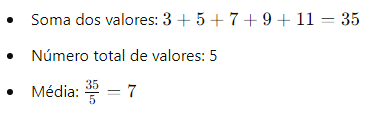 • Soma dos valores: 3 + 5 + 7 + 9 + 11 = 35
• Número total de valores: 5
• Média: 35/5 = 7